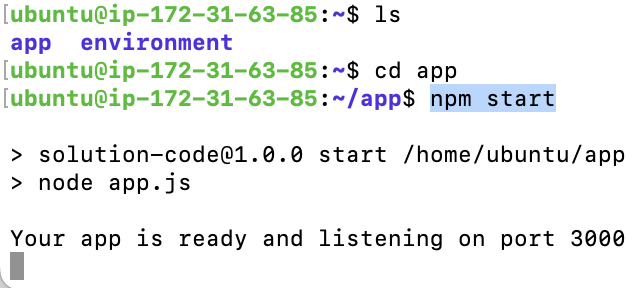 [ubuntu@ip-172-31-63-85:~$ ls
app  environment
[ubuntu@ip-172-31-63-85:~$ cd app
[ubuntu@ip-172-31-63-85:~/app$ npm start
> solution-code@1.0.0 start /home/ubuntu/app
> node app.js
Your app is ready and listening on port 3000